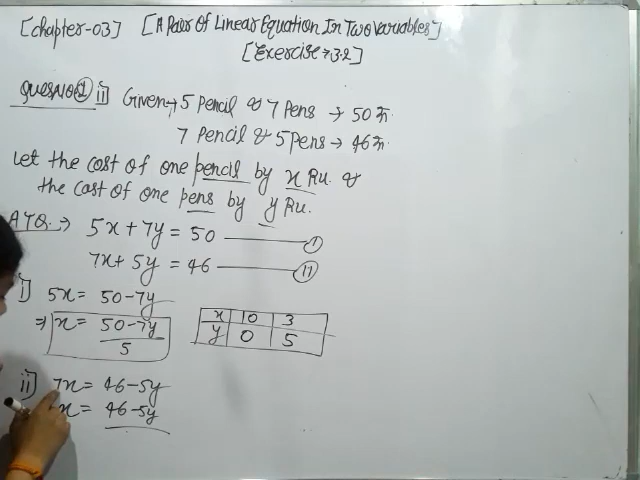 [Chapter-03] [A Pair Of Linear Equation In Two Variables]
[Exercise → 3.2]
Question ① ii] Given → 5 Pencil & 7 Pens → 50 रु.
7 Pencil & 5 Pens → 46 रु.
Let the cost of one pencil by x Ru. &
the cost of one pens by y Ru.
ATQ. → 5x + 7y = 50 — ①
7x + 5y = 46 — ⑪
i] 5x = 50 - 7y
⇒ x = 50 - 7y / 5
x 10 3
y 0 5
ii] 7x = 46 - 5y
x = 46 - 5y